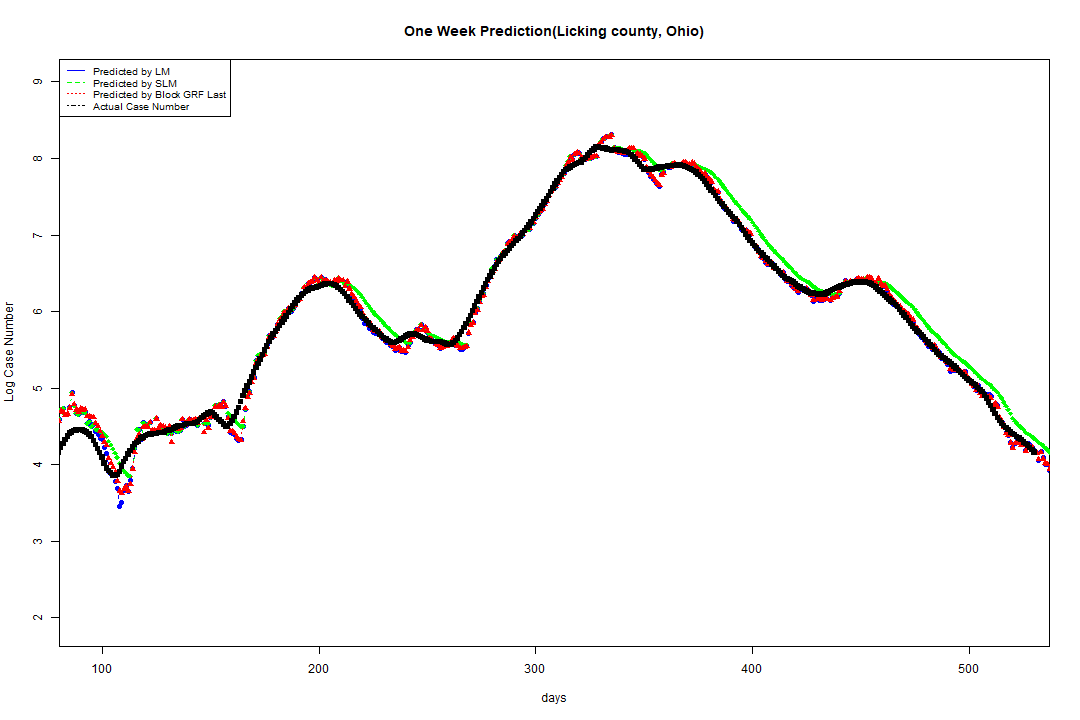 One Week Prediction(Licking county, Ohio)
Predicted by LM
Predicted by SLM
Predicted by Block GRF Last
Actual Case Number
9
8
7
6
5
4
3
2
Log Case Number
100 200 300 400 500
days